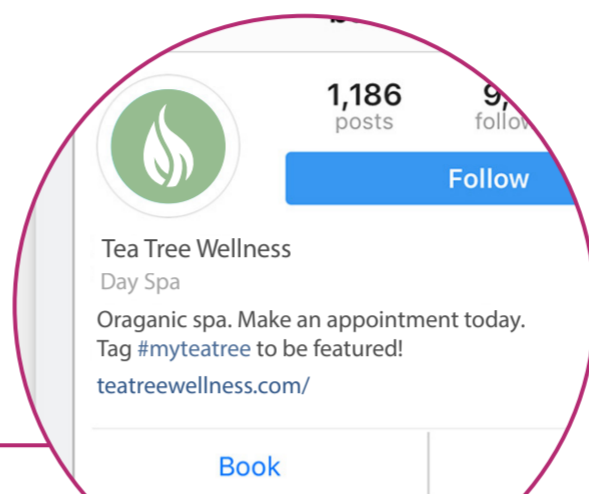 1,186
posts
Follow
Tea Tree Wellness
Day Spa
Oraganic spa. Make an appointment today.
Tag #myteatree to be featured!
teatreewellness.com/
Book